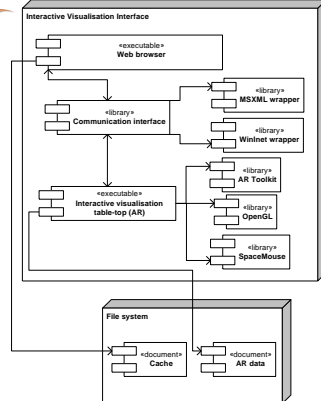 Interactive Visualisation Interface
«executable»
Web browser
«library»
MSXML wrapper
«library»
Communication interface
«library»
WinInet wrapper
«library»
AR Toolkit
«executable»
Interactive visualisation
table-top (AR)
«library»
OpenGL
«library»
SpaceMouse
File system
«document»
Cache
«document»
AR data